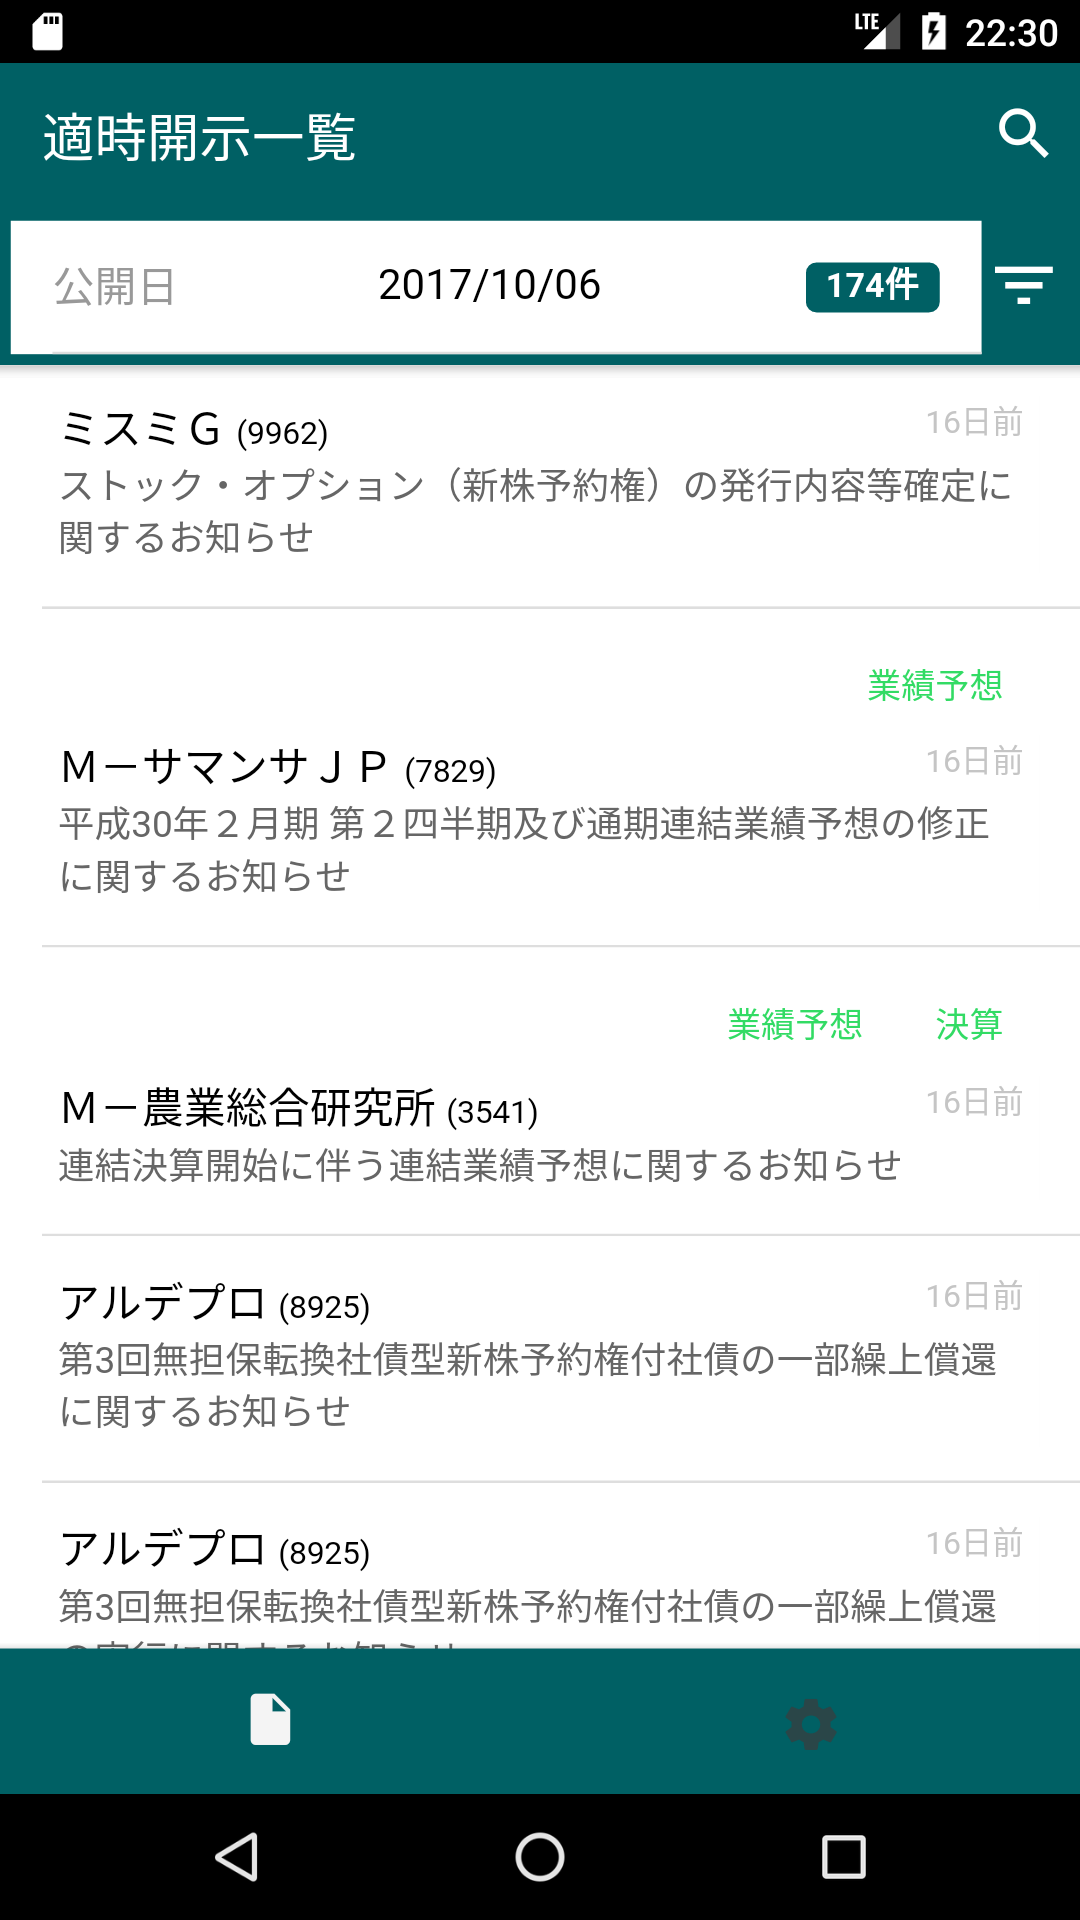 LTE 22:30
適時開示一覧
公開日 2017/10/06 174件
ミスミG (9962) 16日前
ストック・オプション（新株予約権）の発行内容等確定に
関するお知らせ
業績予想
M－サマンサJP (7829) 16日前
平成30年２月期 第２四半期及び通期連結業績予想の修正
に関するお知らせ
業績予想 決算
M－農業総合研究所 (3541) 16日前
連結決算開始に伴う連結業績予想に関するお知らせ
アルデプロ (8925) 16日前
第3回無担保転換社債型新株予約権付社債の一部繰上償還
に関するお知らせ
アルデプロ (8925) 16日前
第3回無担保転換社債型新株予約権付社債の一部繰上償還